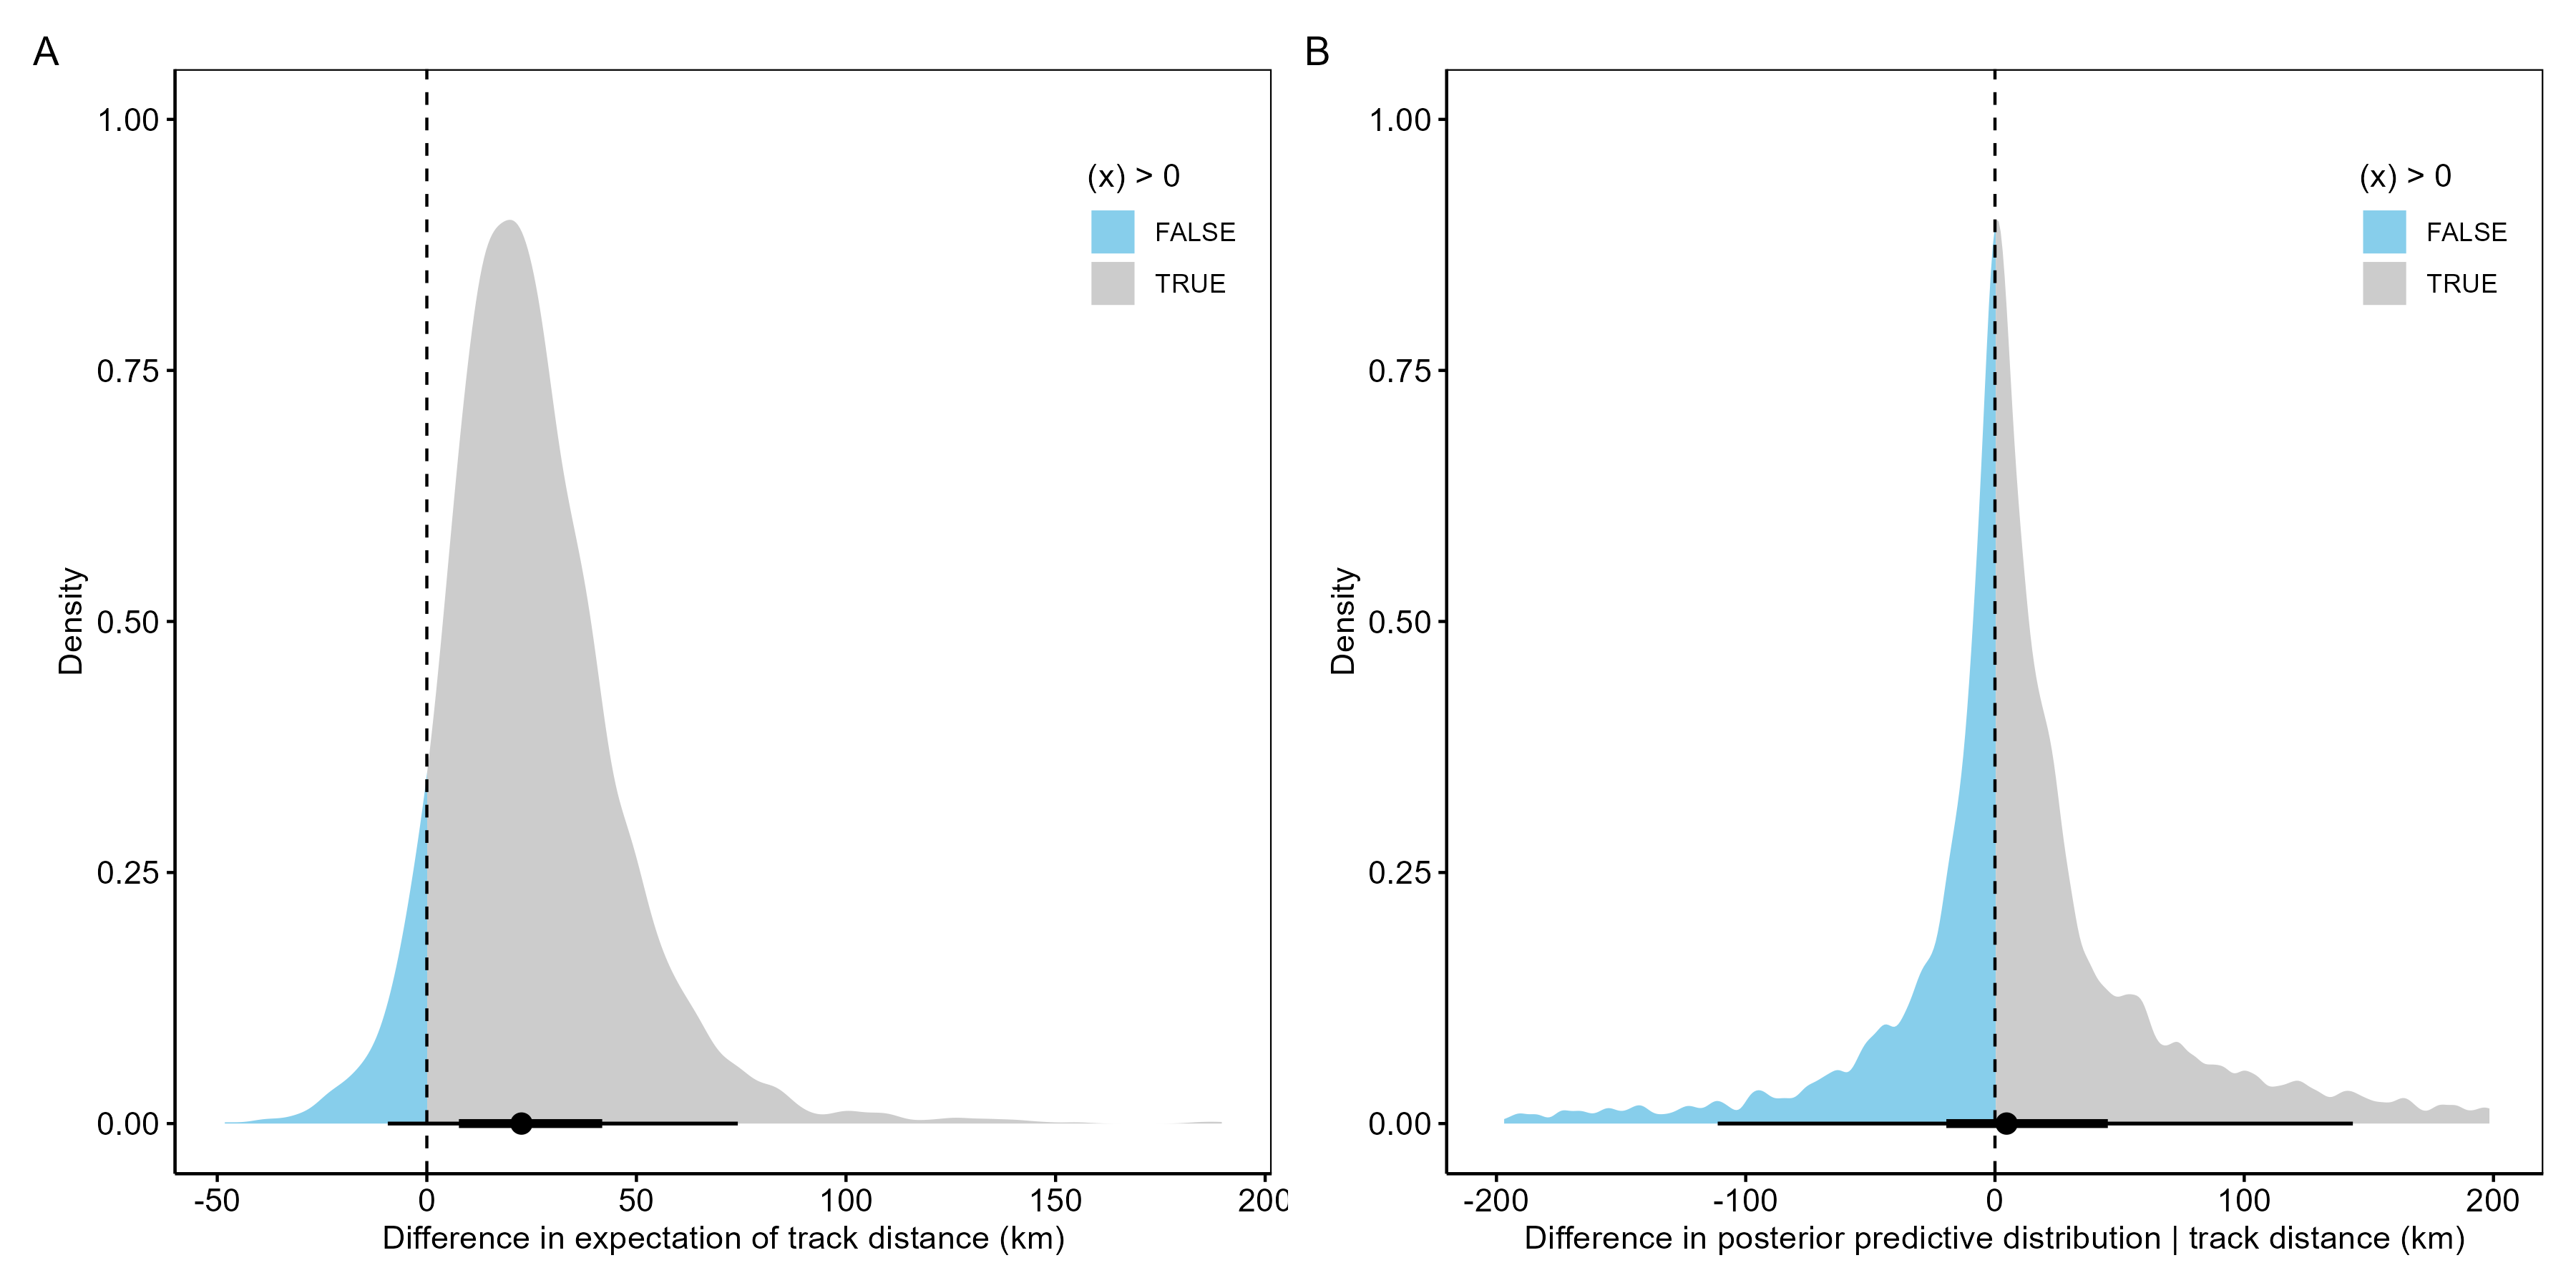 A
1.00
0.75
0.50
0.25
0.00
Density
(x) > 0
FALSE
TRUE
-50 0 50 100 150 200
Difference in expectation of track distance (km)
B
1.00
0.75
0.50
0.25
0.00
Density
(x) > 0
FALSE
TRUE
-200 -100 0 100 200
Difference in posterior predictive distribution | track distance (km)